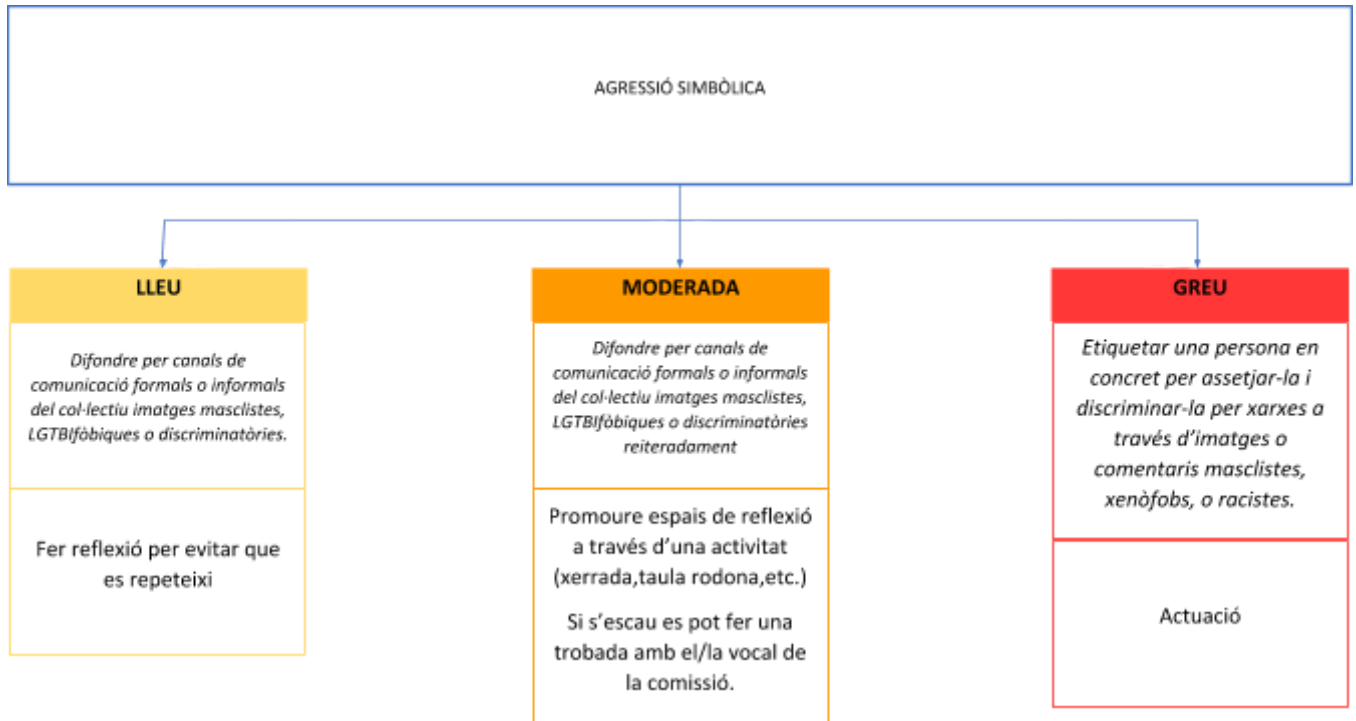 AGRESSIÓ SIMBÒLICA
LLEU
Difondre per canals de
comunicació formals o informals
del col·lectiu imatges masclistes,
LGTBIfòbiques o discriminatòries.
Fer reflexió per evitar que
es repeteixi
MODERADA
Difondre per canals de
comunicació formals o informals
del col·lectiu imatges masclistes,
LGTBIfòbiques o discriminatòries
reiteradament
Promoure espais de reflexió
a través d’una activitat
(xerrada,taula rodona,etc.)
Si s’escau es pot fer una
trobada amb el/la vocal de
la comissió.
GREU
Etiquetar una persona en
concret per assetjar-la i
discriminar-la per xarxes a
través d’imatges o
comentaris masclistes,
xenòfobs, o racistes.
Actuació